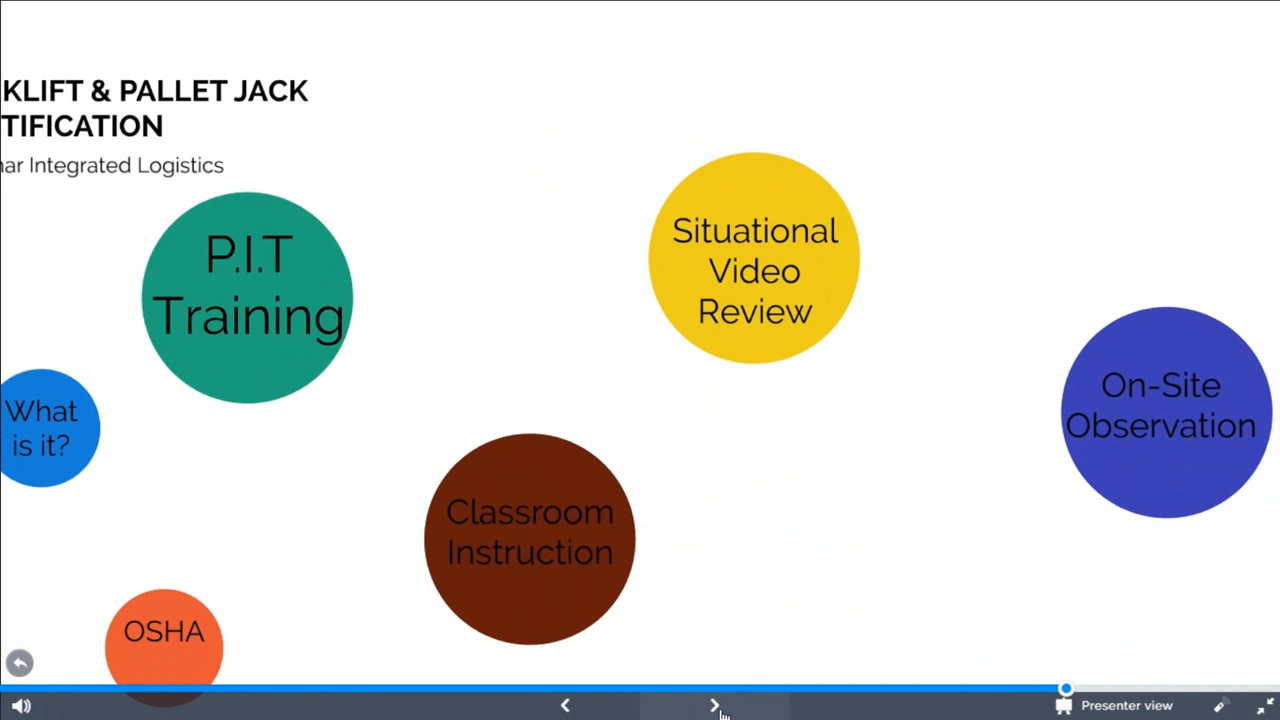 KLIFT & PALLET JACK
TIFICATION
ar Integrated Logistics
P.I.T
Training
Situational
Video
Review
What
is it?
On-Site
Observation
Classroom
Instruction
OSHA
Presenter view